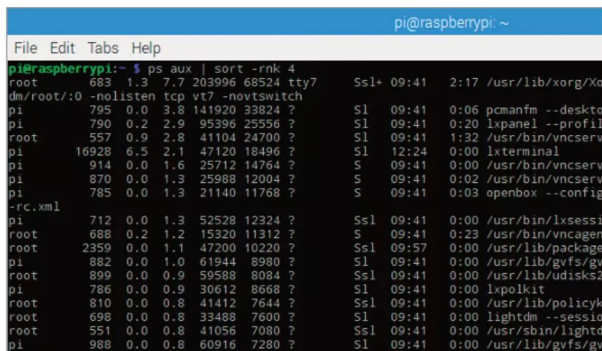 pi@raspberrypi: ~
File Edit Tabs Help
pi@raspberrypi:~ $ ps aux | sort -rnk 4
root 683 1.3 7.7 203996 68524 tty7 Ssl+ 09:41 2:17 /usr/lib/xorg/Xo
dm/root/:0 -nolisten tcp vt7 -novtswitch
pi 795 0.0 3.8 141920 33824 ? Sl 09:41 0:06 pcmanfm --deskto
pi 790 0.2 2.9 95396 25556 ? Sl 09:41 0:20 lxpanel --profil
root 557 0.9 2.8 41104 24700 ? Sl 09:41 1:32 /usr/bin/vncserv
pi 16928 6.5 2.1 47120 18496 ? Sl 12:24 0:00 lxterminal
pi 914 0.0 1.6 25712 14764 ? S 09:41 0:00 /usr/bin/vncserv
pi 870 0.0 1.3 25988 12004 ? S 09:41 0:02 /usr/bin/vncserv
pi 785 0.0 1.3 21140 11768 ? S 09:41 0:03 openbox --config
-rc.xml
pi 712 0.0 1.3 52528 12324 ? Ssl 09:41 0:00 /usr/bin/lxsessi
root 688 0.2 1.2 15320 11312 ? S 09:41 0:23 /usr/bin/vncagen
root 2359 0.0 1.1 47200 10220 ? Ssl 09:57 0:00 /usr/lib/package
pi 882 0.0 1.0 61944 8980 ? Sl 09:41 0:00 /usr/lib/gvfs/gv
root 899 0.0 0.9 59588 8084 ? Ssl 09:41 0:00 /usr/lib/udisks2
pi 786 0.0 0.9 30612 8668 ? Sl 09:41 0:00 lxpolkit
root 810 0.0 0.8 41412 7644 ? Ssl 09:41 0:00 /usr/lib/policyk
root 698 0.0 0.8 33488 7600 ? Sl 09:41 0:00 lightdm --sessio
root 551 0.0 0.8 41056 7080 ? Ssl 09:41 0:00 /usr/sbin/lightd
pi 988 0.0 0.8 60916 7280 ? Sl 09:41 0:00 /usr/lib/gvfs/gv